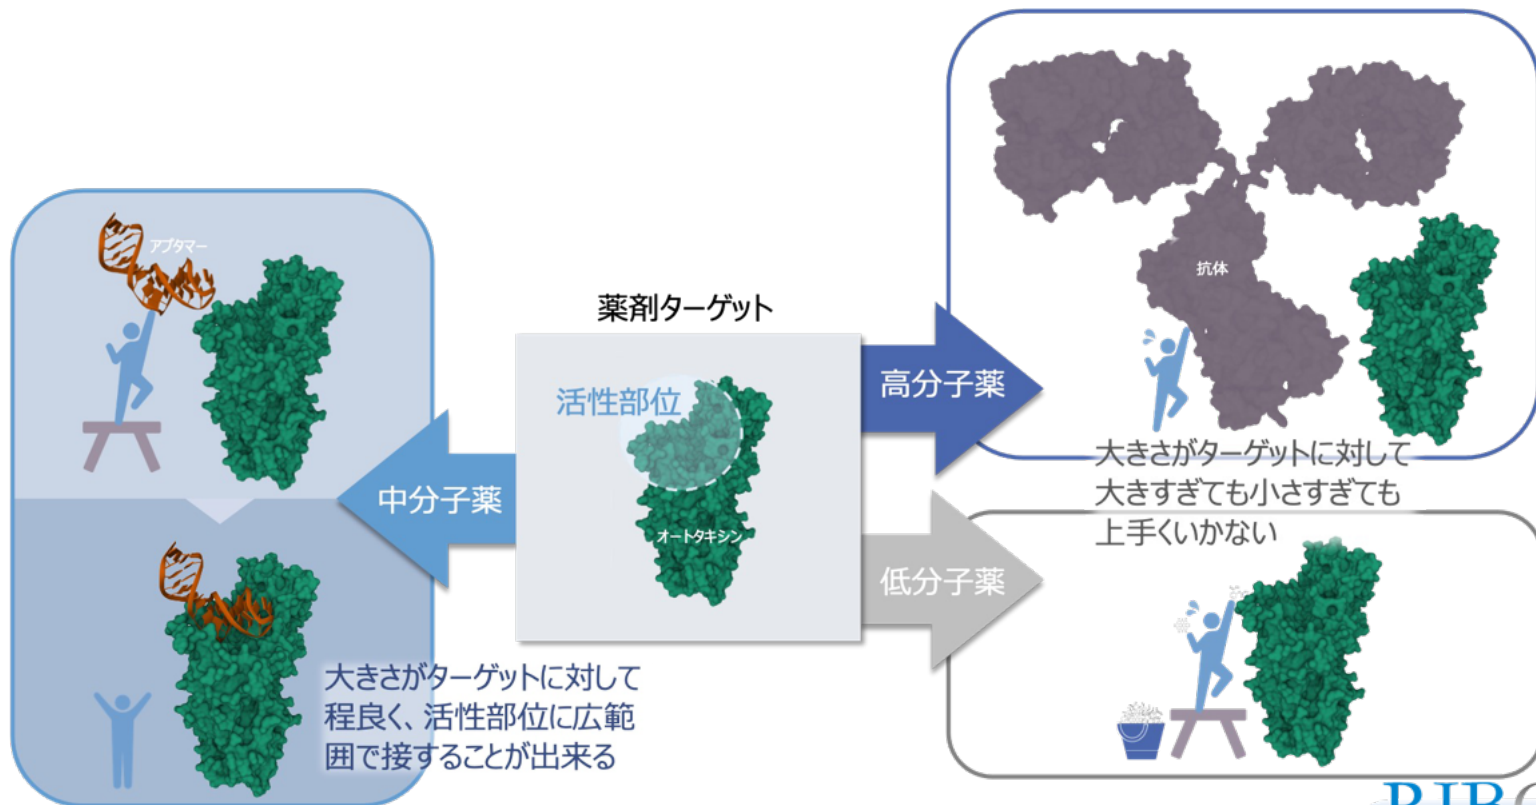 アプタマー
薬剤ターゲット
活性部位
オートタキシン
中分子薬
高分子薬
低分子薬
抗体
大きさがターゲットに対して
大きすぎても小さすぎても
上手くいかない
大きさがターゲットに対して
程良く、活性部位に広範
囲で接することが出来る